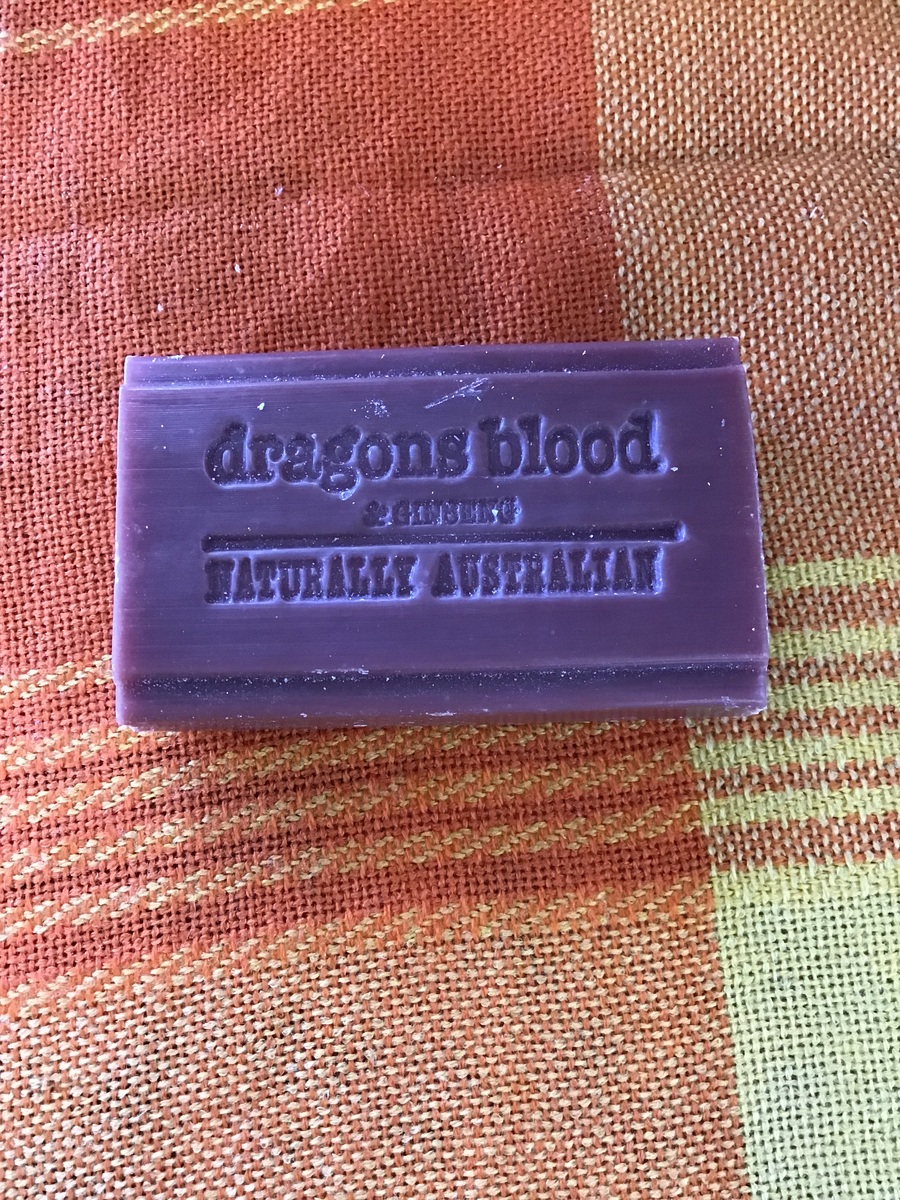 dragons blood
& GINSENG
NATURALLY AUSTRALIAN